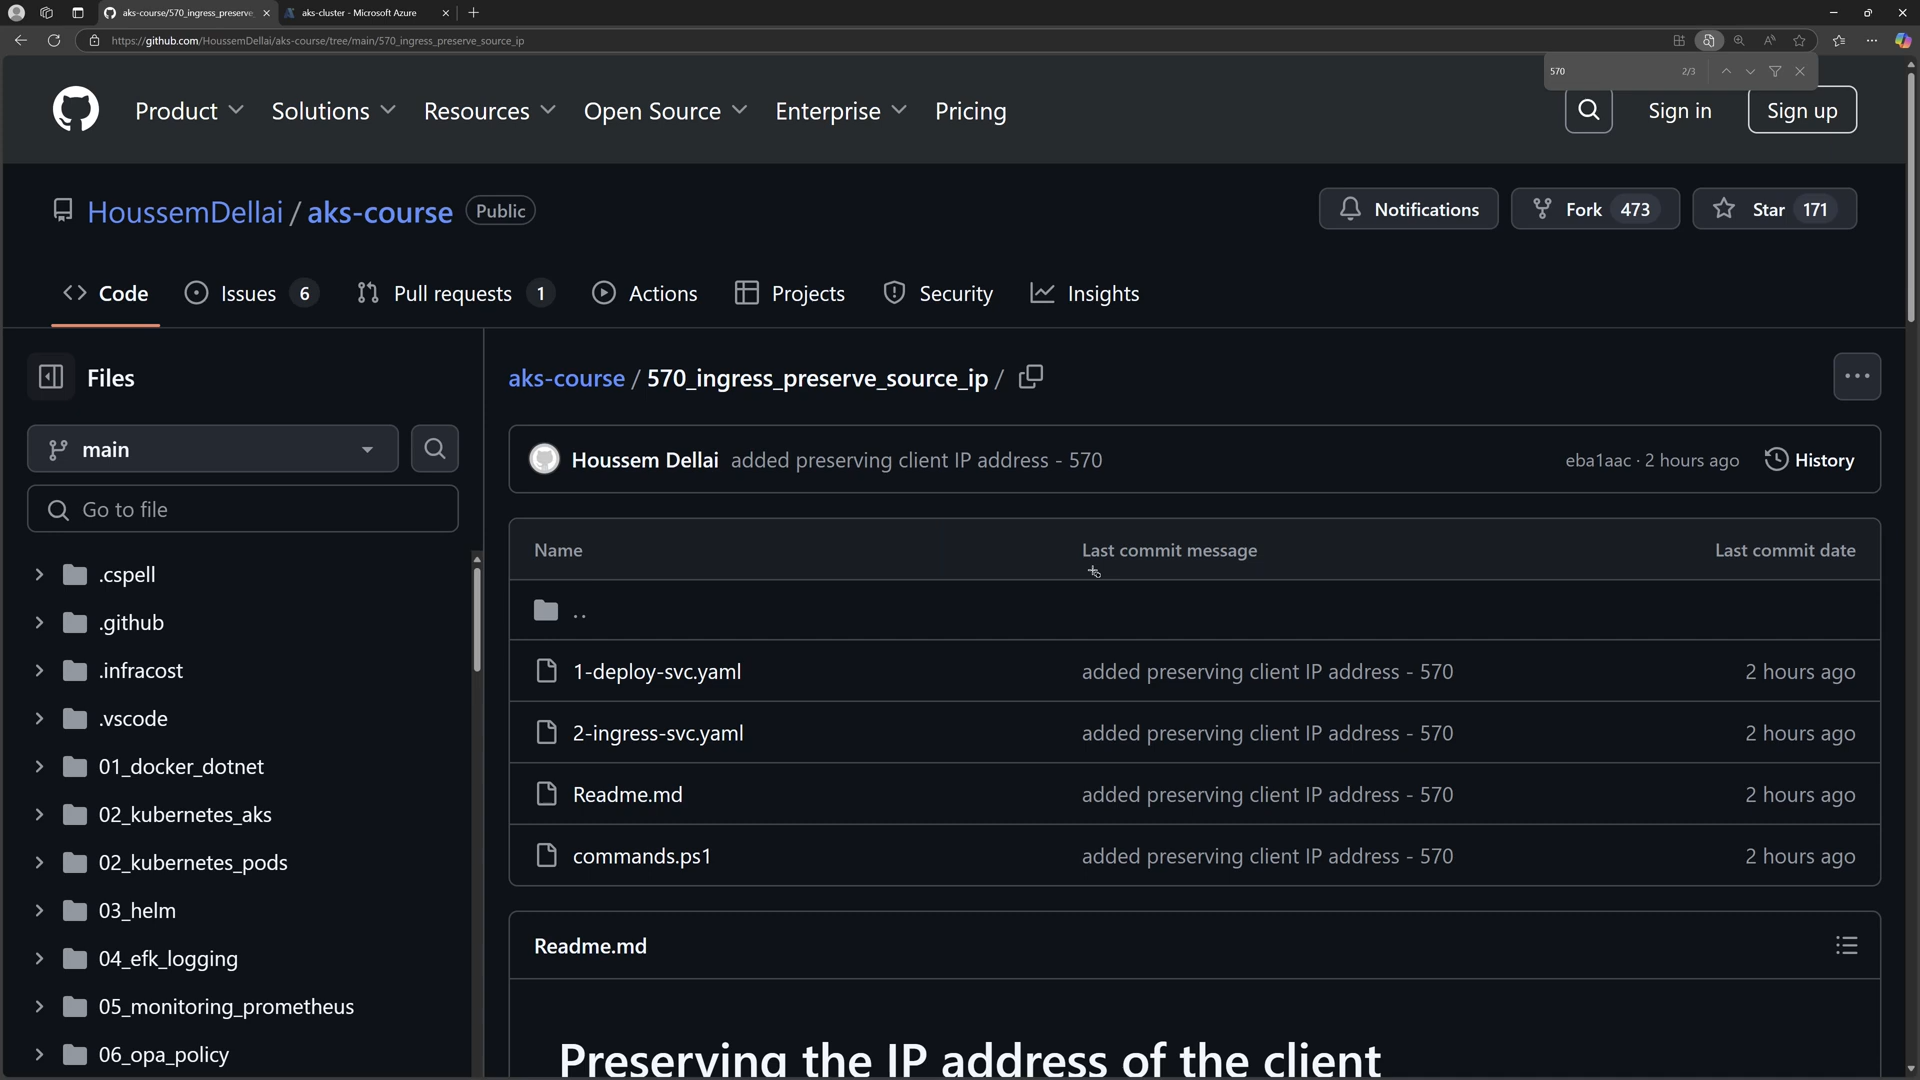 aks-course/570_ingress_preserve_
aks-cluster - Microsoft Azure
https://github.com/HoussemDellai/aks-course/tree/main/570_ingress_preserve_source_ip
570 2/3
Product Solutions Resources Open Source Enterprise Pricing Sign in Sign up
HoussemDellai / aks-course Public
Notifications Fork 473 Star 171
Code Issues 6 Pull requests 1 Actions Projects Security Insights
Files
main
Go to file
.cspell
.github
.infracost
.vscode
01_docker_dotnet
02_kubernetes_aks
02_kubernetes_pods
03_helm
04_efk_logging
05_monitoring_prometheus
06_opa_policy
aks-course / 570_ingress_preserve_source_ip /
Houssem Dellai added preserving client IP address - 570 eba1aac · 2 hours ago History
Name Last commit message Last commit date
..
1-deploy-svc.yaml added preserving client IP address - 570 2 hours ago
2-ingress-svc.yaml added preserving client IP address - 570 2 hours ago
Readme.md added preserving client IP address - 570 2 hours ago
commands.ps1 added preserving client IP address - 570 2 hours ago
Readme.md
Preserving the IP address of the client